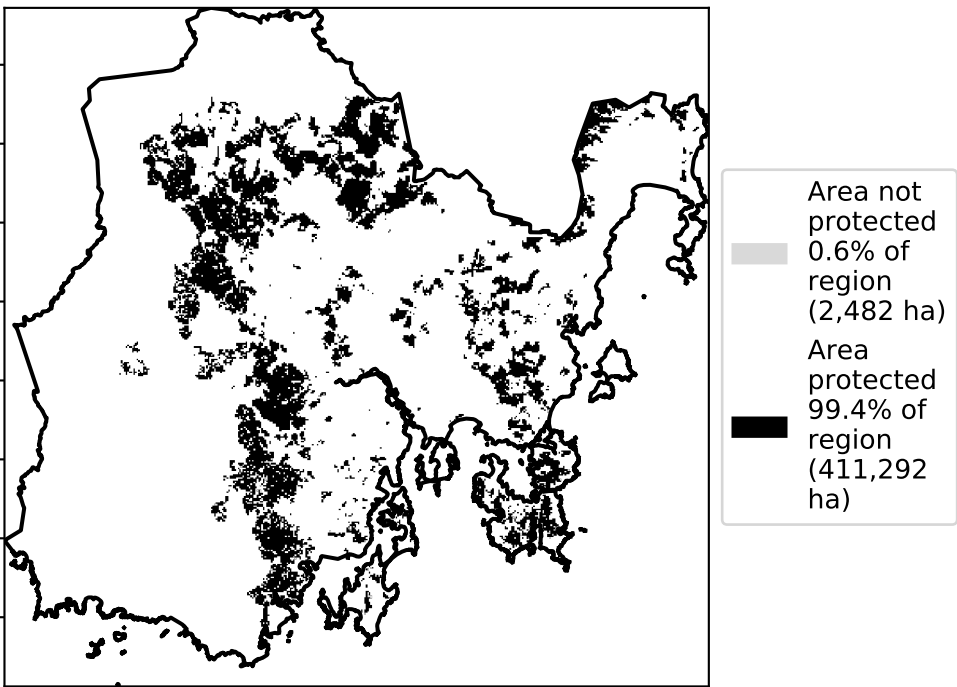 Area not
protected
0.6% of
region
(2,482 ha)
Area
protected
99.4% of
region
(411,292
ha)